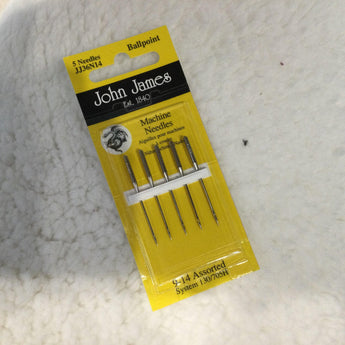 5 Needles
JJ36N14
Ballpoint
John James
Est. 1840
Machine
Needles
Aiguilles pour machines
9-14 Assorted
System 130/705H